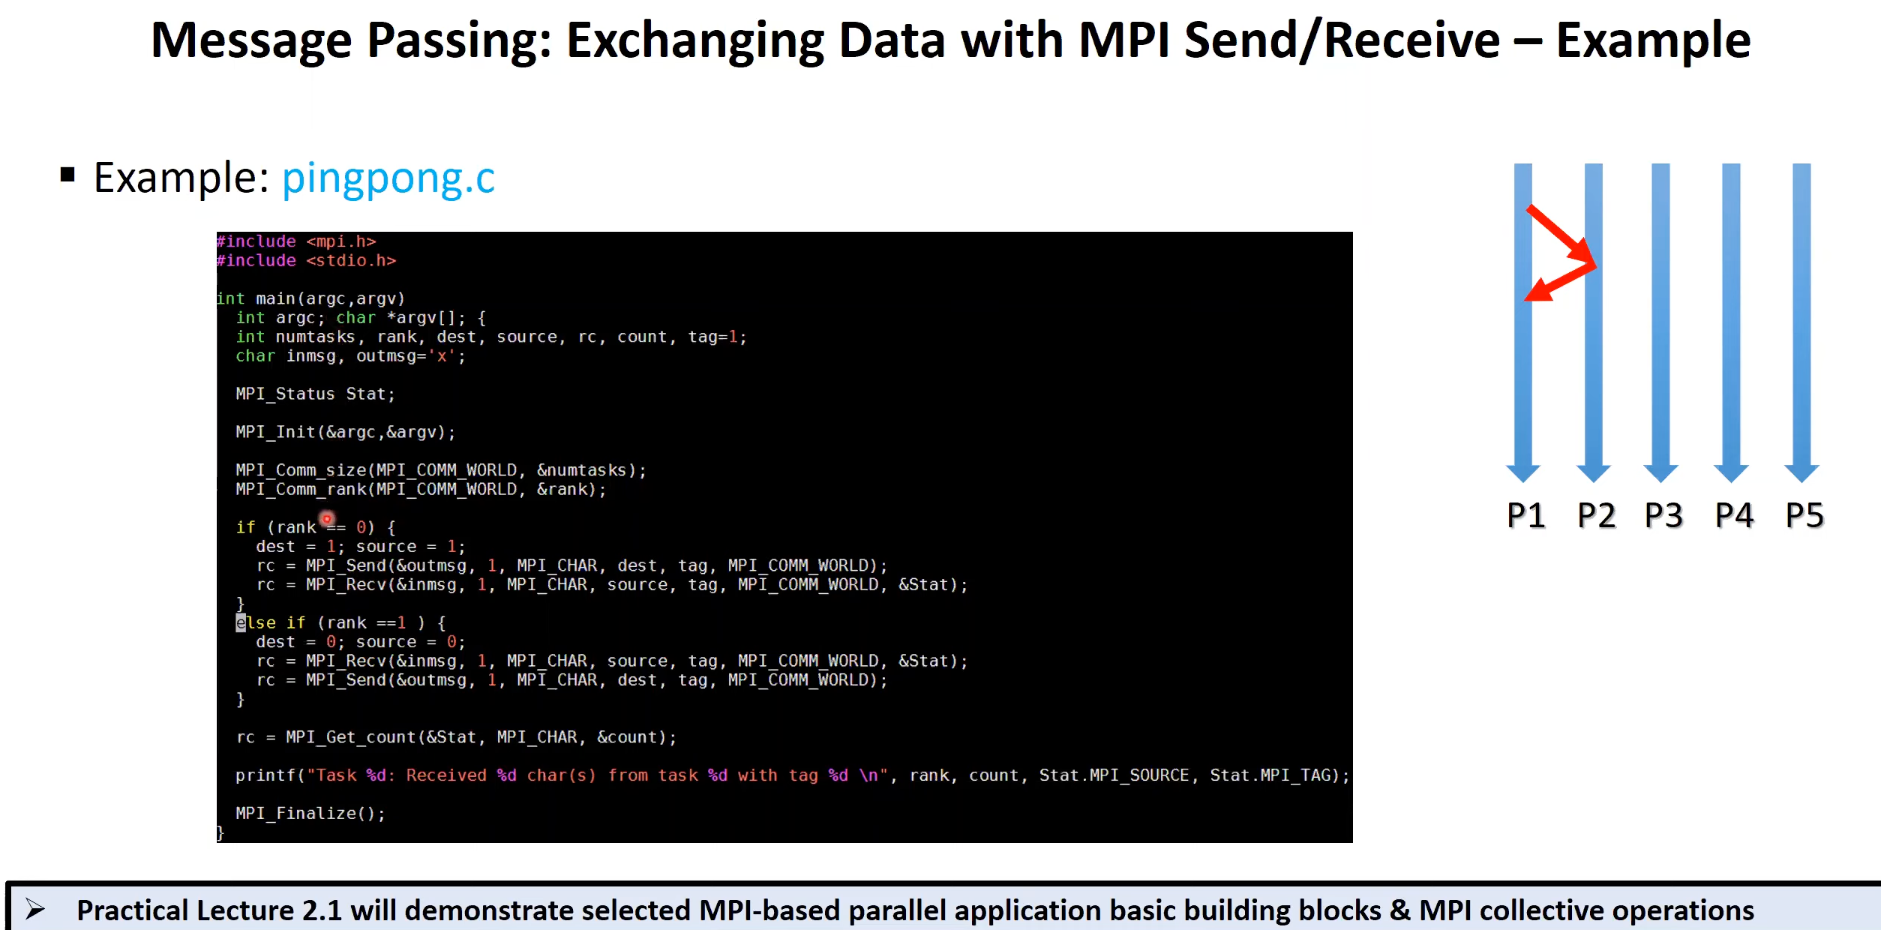 Message Passing: Exchanging Data with MPI Send/Receive – Example
▪ Example: pingpong.c
#include <mpi.h>
#include <stdio.h>
int main(argc,argv)
int argc; char *argv[]; {
int numtasks, rank, dest, source, rc, count, tag=1;
char inmsg, outmsg='x';
MPI_Status Stat;
MPI_Init(&argc,&argv);
MPI_Comm_size(MPI_COMM_WORLD, &numtasks);
MPI_Comm_rank(MPI_COMM_WORLD, &rank);
if (rank == 0) {
dest = 1; source = 1;
rc = MPI_Send(&outmsg, 1, MPI_CHAR, dest, tag, MPI_COMM_WORLD);
rc = MPI_Recv(&inmsg, 1, MPI_CHAR, source, tag, MPI_COMM_WORLD, &Stat);
}
else if (rank ==1 ) {
dest = 0; source = 0;
rc = MPI_Recv(&inmsg, 1, MPI_CHAR, source, tag, MPI_COMM_WORLD, &Stat);
rc = MPI_Send(&outmsg, 1, MPI_CHAR, dest, tag, MPI_COMM_WORLD);
}
rc = MPI_Get_count(&Stat, MPI_CHAR, &count);
printf("Task %d: Received %d char(s) from task %d with tag %d \n", rank, count, Stat.MPI_SOURCE, Stat.MPI_TAG);
MPI_Finalize();
}
P1 P2 P3 P4 P5
➢ Practical Lecture 2.1 will demonstrate selected MPI-based parallel application basic building blocks & MPI collective operations